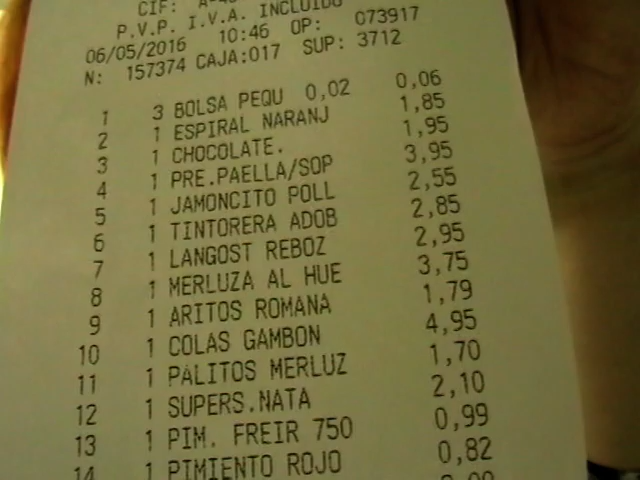 CIF:
P.V.P. I.V.A. INCLUIDO
06/05/2016 10:46 OP: 073917
N: 157374 CAJA:017 SUP: 3712
1 3 BOLSA PEQU 0,02 0,06
2 1 ESPIRAL NARANJ 1,85
3 1 CHOCOLATE. 1,95
4 1 PRE.PAELLA/SOP 3,95
5 1 JAMONCITO POLL 2,55
6 1 TINTORERA ADOB 2,85
7 1 LANGOST REBOZ 2,95
8 1 MERLUZA AL HUE 3,75
9 1 ARITOS ROMANA 1,79
10 1 COLAS GAMBON 4,95
11 1 PALITOS MERLUZ 1,70
12 1 SUPERS.NATA 2,10
13 1 PIM. FREIR 750 0,99
14 1 PIMIENTO ROJO 0,82